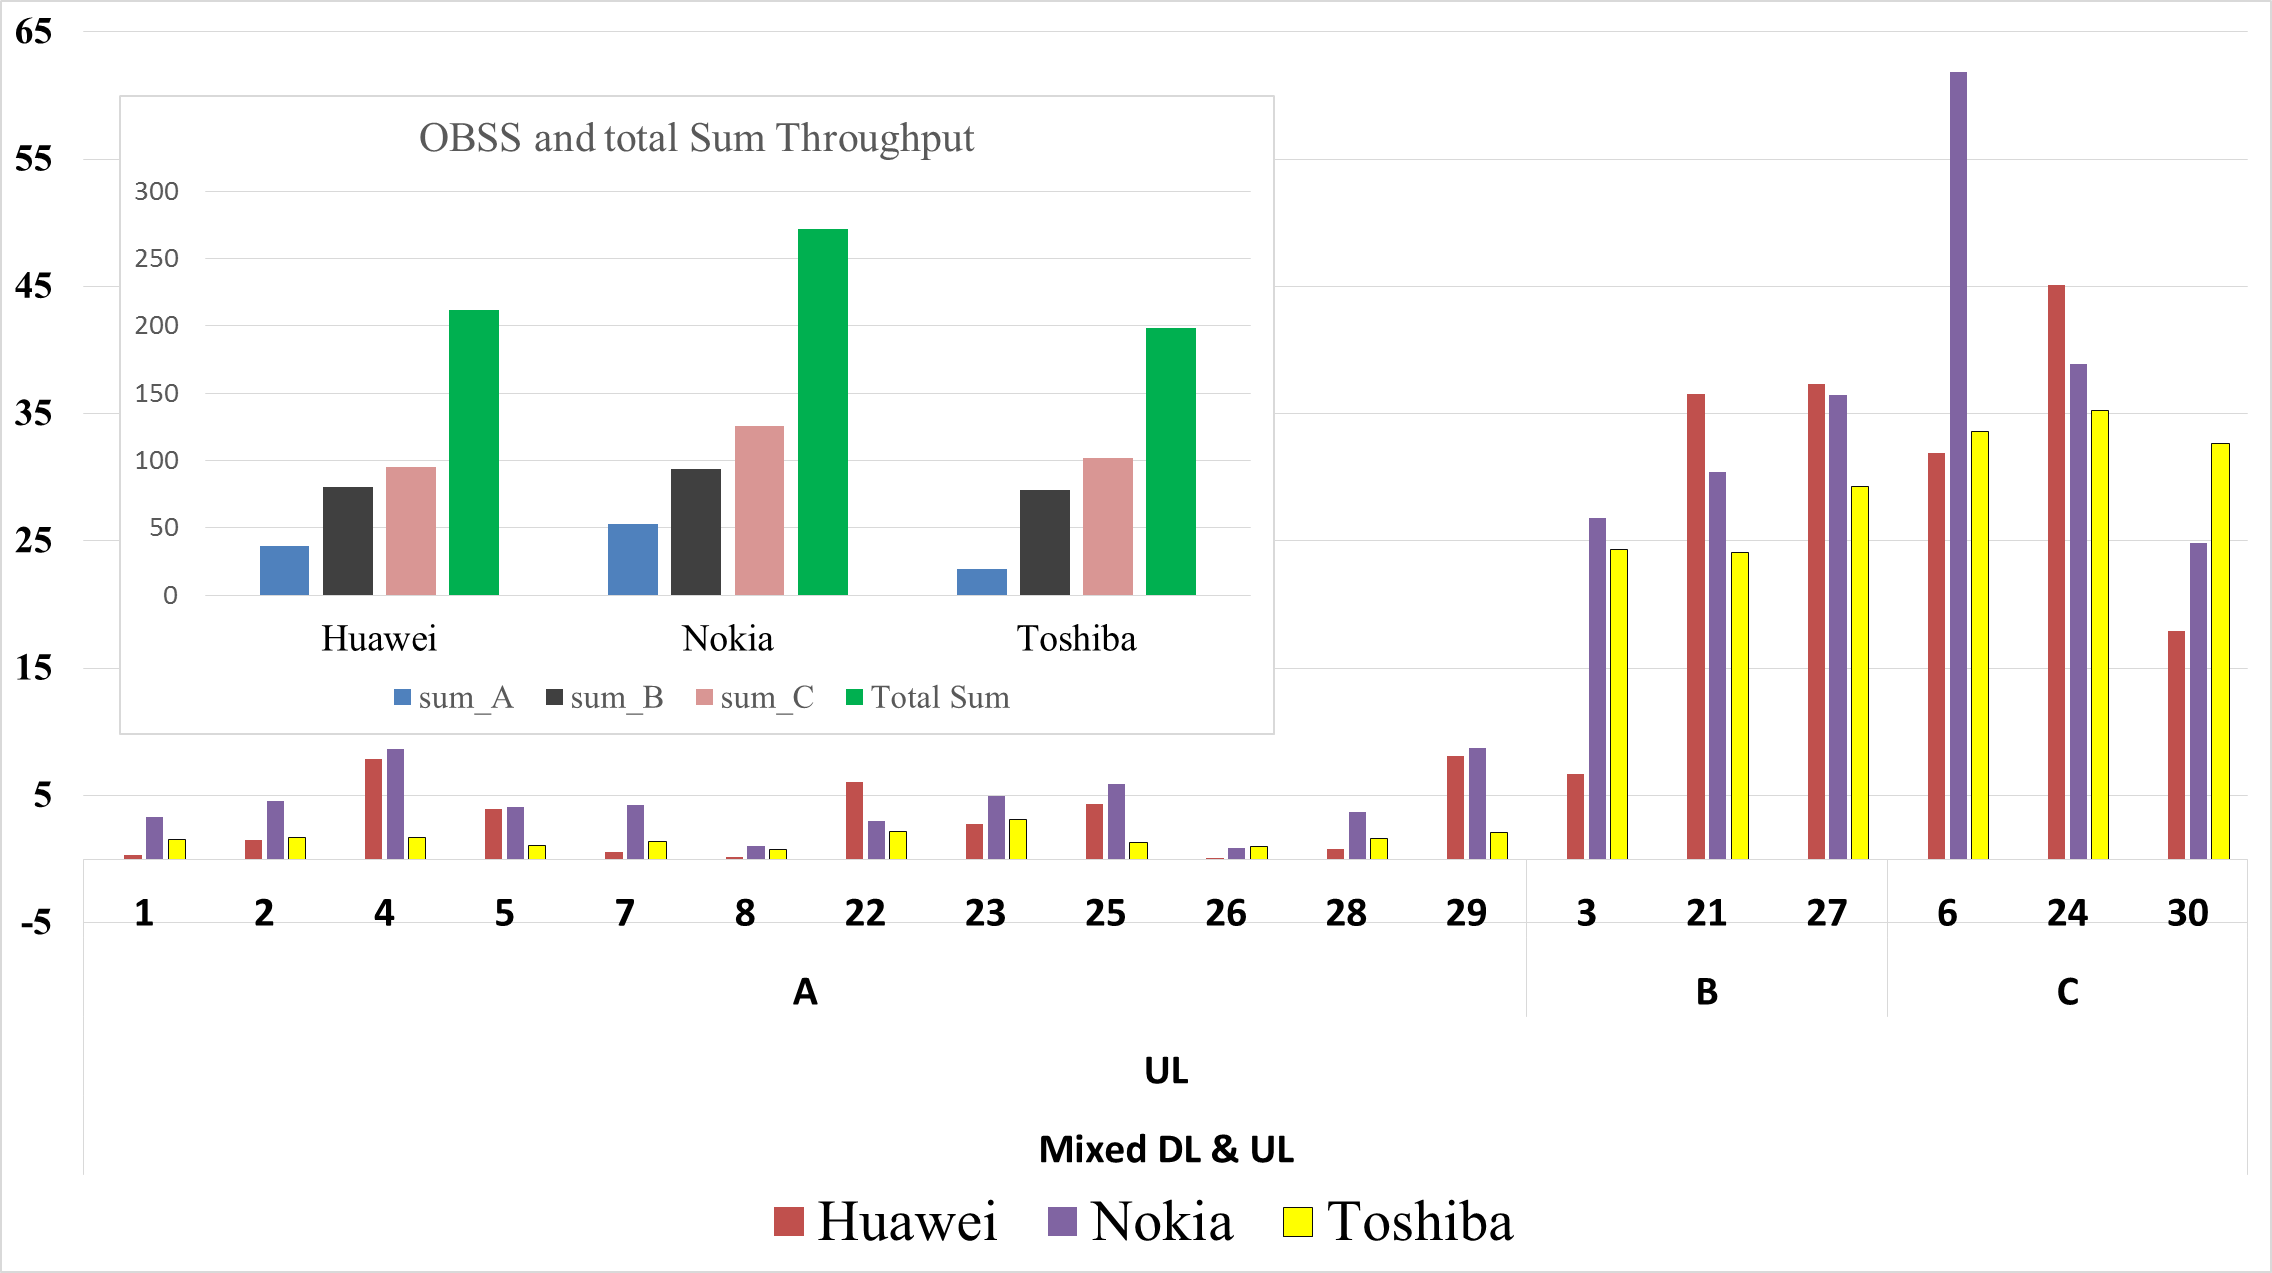 65
55
45
35
25
15
5
-5
OBSS and total Sum Throughput
300
250
200
150
100
50
0
Huawei Nokia Toshiba
sum_A sum_B sum_C Total Sum
1 2 4 5 7 8 22 23 25 26 28 29 3 21 27 6 24 30
A B C
UL
Mixed DL & UL
Huawei Nokia Toshiba